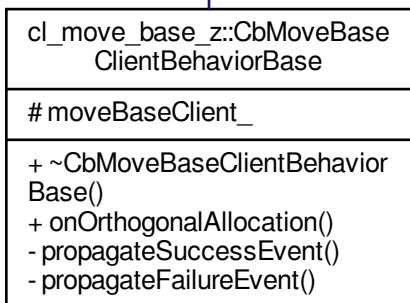 cl_move_base_z::CbMoveBase
ClientBehaviorBase
# moveBaseClient_
+ ~CbMoveBaseClientBehavior
Base()
+ onOrthogonalAllocation()
- propagateSuccessEvent()
- propagateFailureEvent()